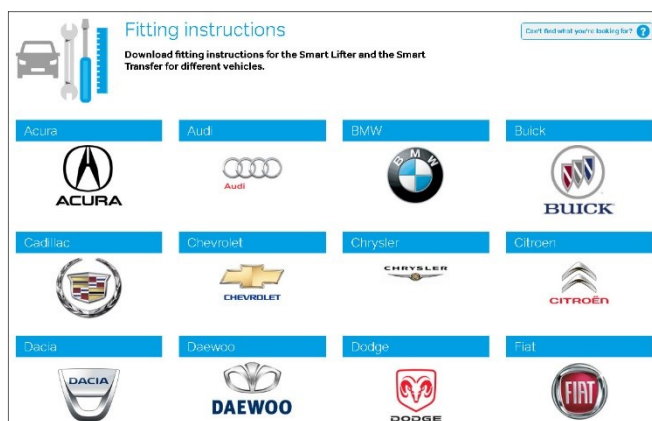 Fitting instructions
Can't find what you're looking for? ?
Download fitting instructions for the Smart Lifter and the Smart
Transfer for different vehicles.
Acura
Audi
BMW
Buick
ACURA
Audi
BMW
BUICK
Cadillac
Chevrolet
Chrysler
Citroen
CHEVROLET
CHRYSLER
CITROËN
Dacia
Daewoo
Dodge
Fiat
DACIA
DAEWOO
DODGE
FIAT